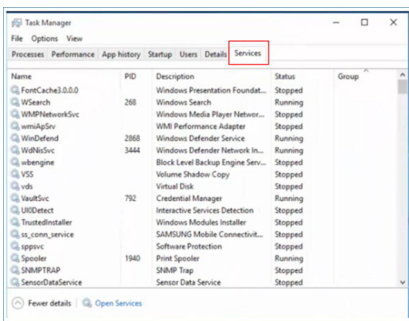 Task Manager
File Options View
Processes Performance App history Startup Users Details Services
Name PID Description Status Group
FontCache3.0.0.0 Windows Presentation Foundat... Stopped
WSearch 268 Windows Search Running
WMPNetworkSvc Windows Media Player Networ... Stopped
wmiApSrv WMI Performance Adapter Stopped
WinDefend 2868 Windows Defender Service Running
WdNisSvc 3444 Windows Defender Network In... Running
wbengine Block Level Backup Engine Serv... Stopped
VSS Volume Shadow Copy Stopped
vds Virtual Disk Stopped
VaultSvc 792 Credential Manager Running
UI0Detect Interactive Services Detection Stopped
TrustedInstaller Windows Modules Installer Stopped
ss_conn_service SAMSUNG Mobile Connectivit... Stopped
sppsvc Software Protection Stopped
Spooler 1940 Print Spooler Running
SNMPTRAP SNMP Trap Stopped
SensorDataService Sensor Data Service Stopped
Fewer details Open Services